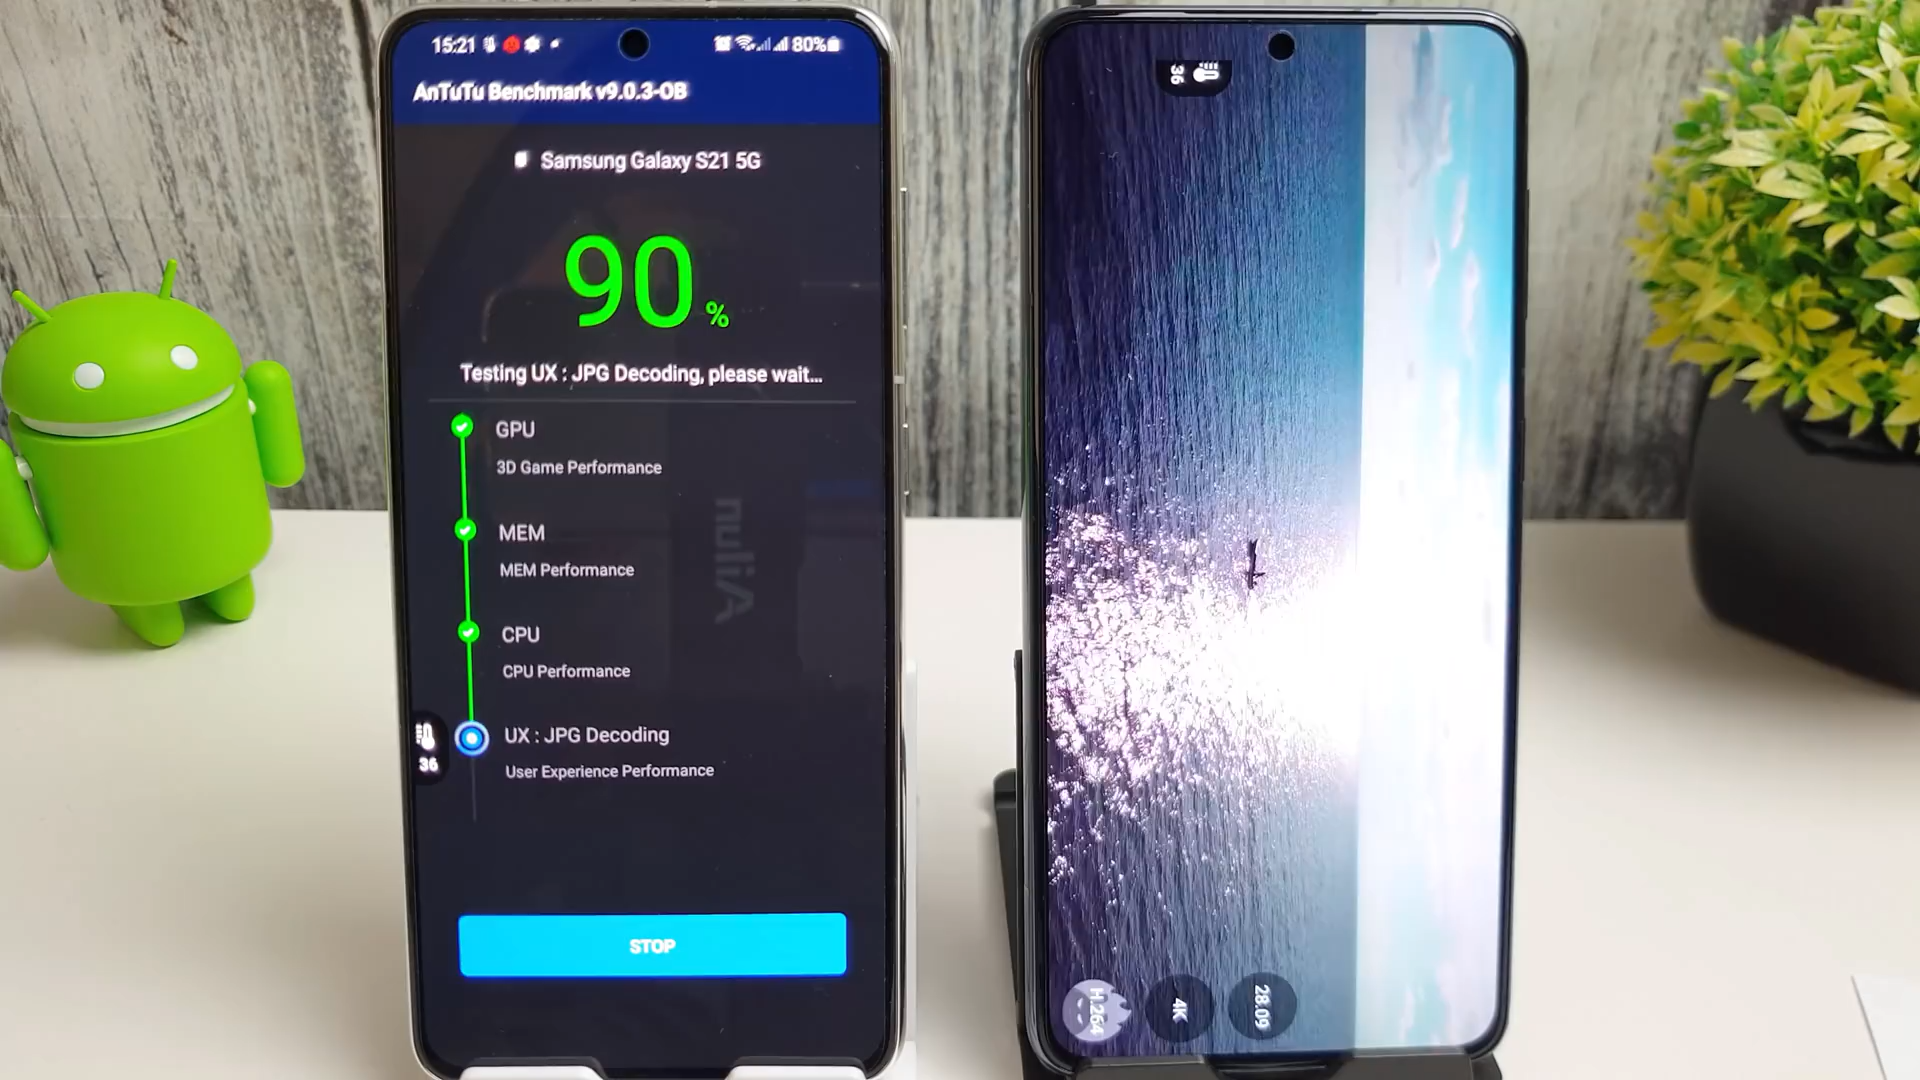 15:21
80%
AnTuTu Benchmark v9.0.3-OB
Samsung Galaxy S21 5G
90 %
Testing UX : JPG Decoding, please wait...
GPU
3D Game Performance
MEM
MEM Performance
CPU
CPU Performance
UX : JPG Decoding
User Experience Performance
36
STOP
36
H.264
4K
28.09